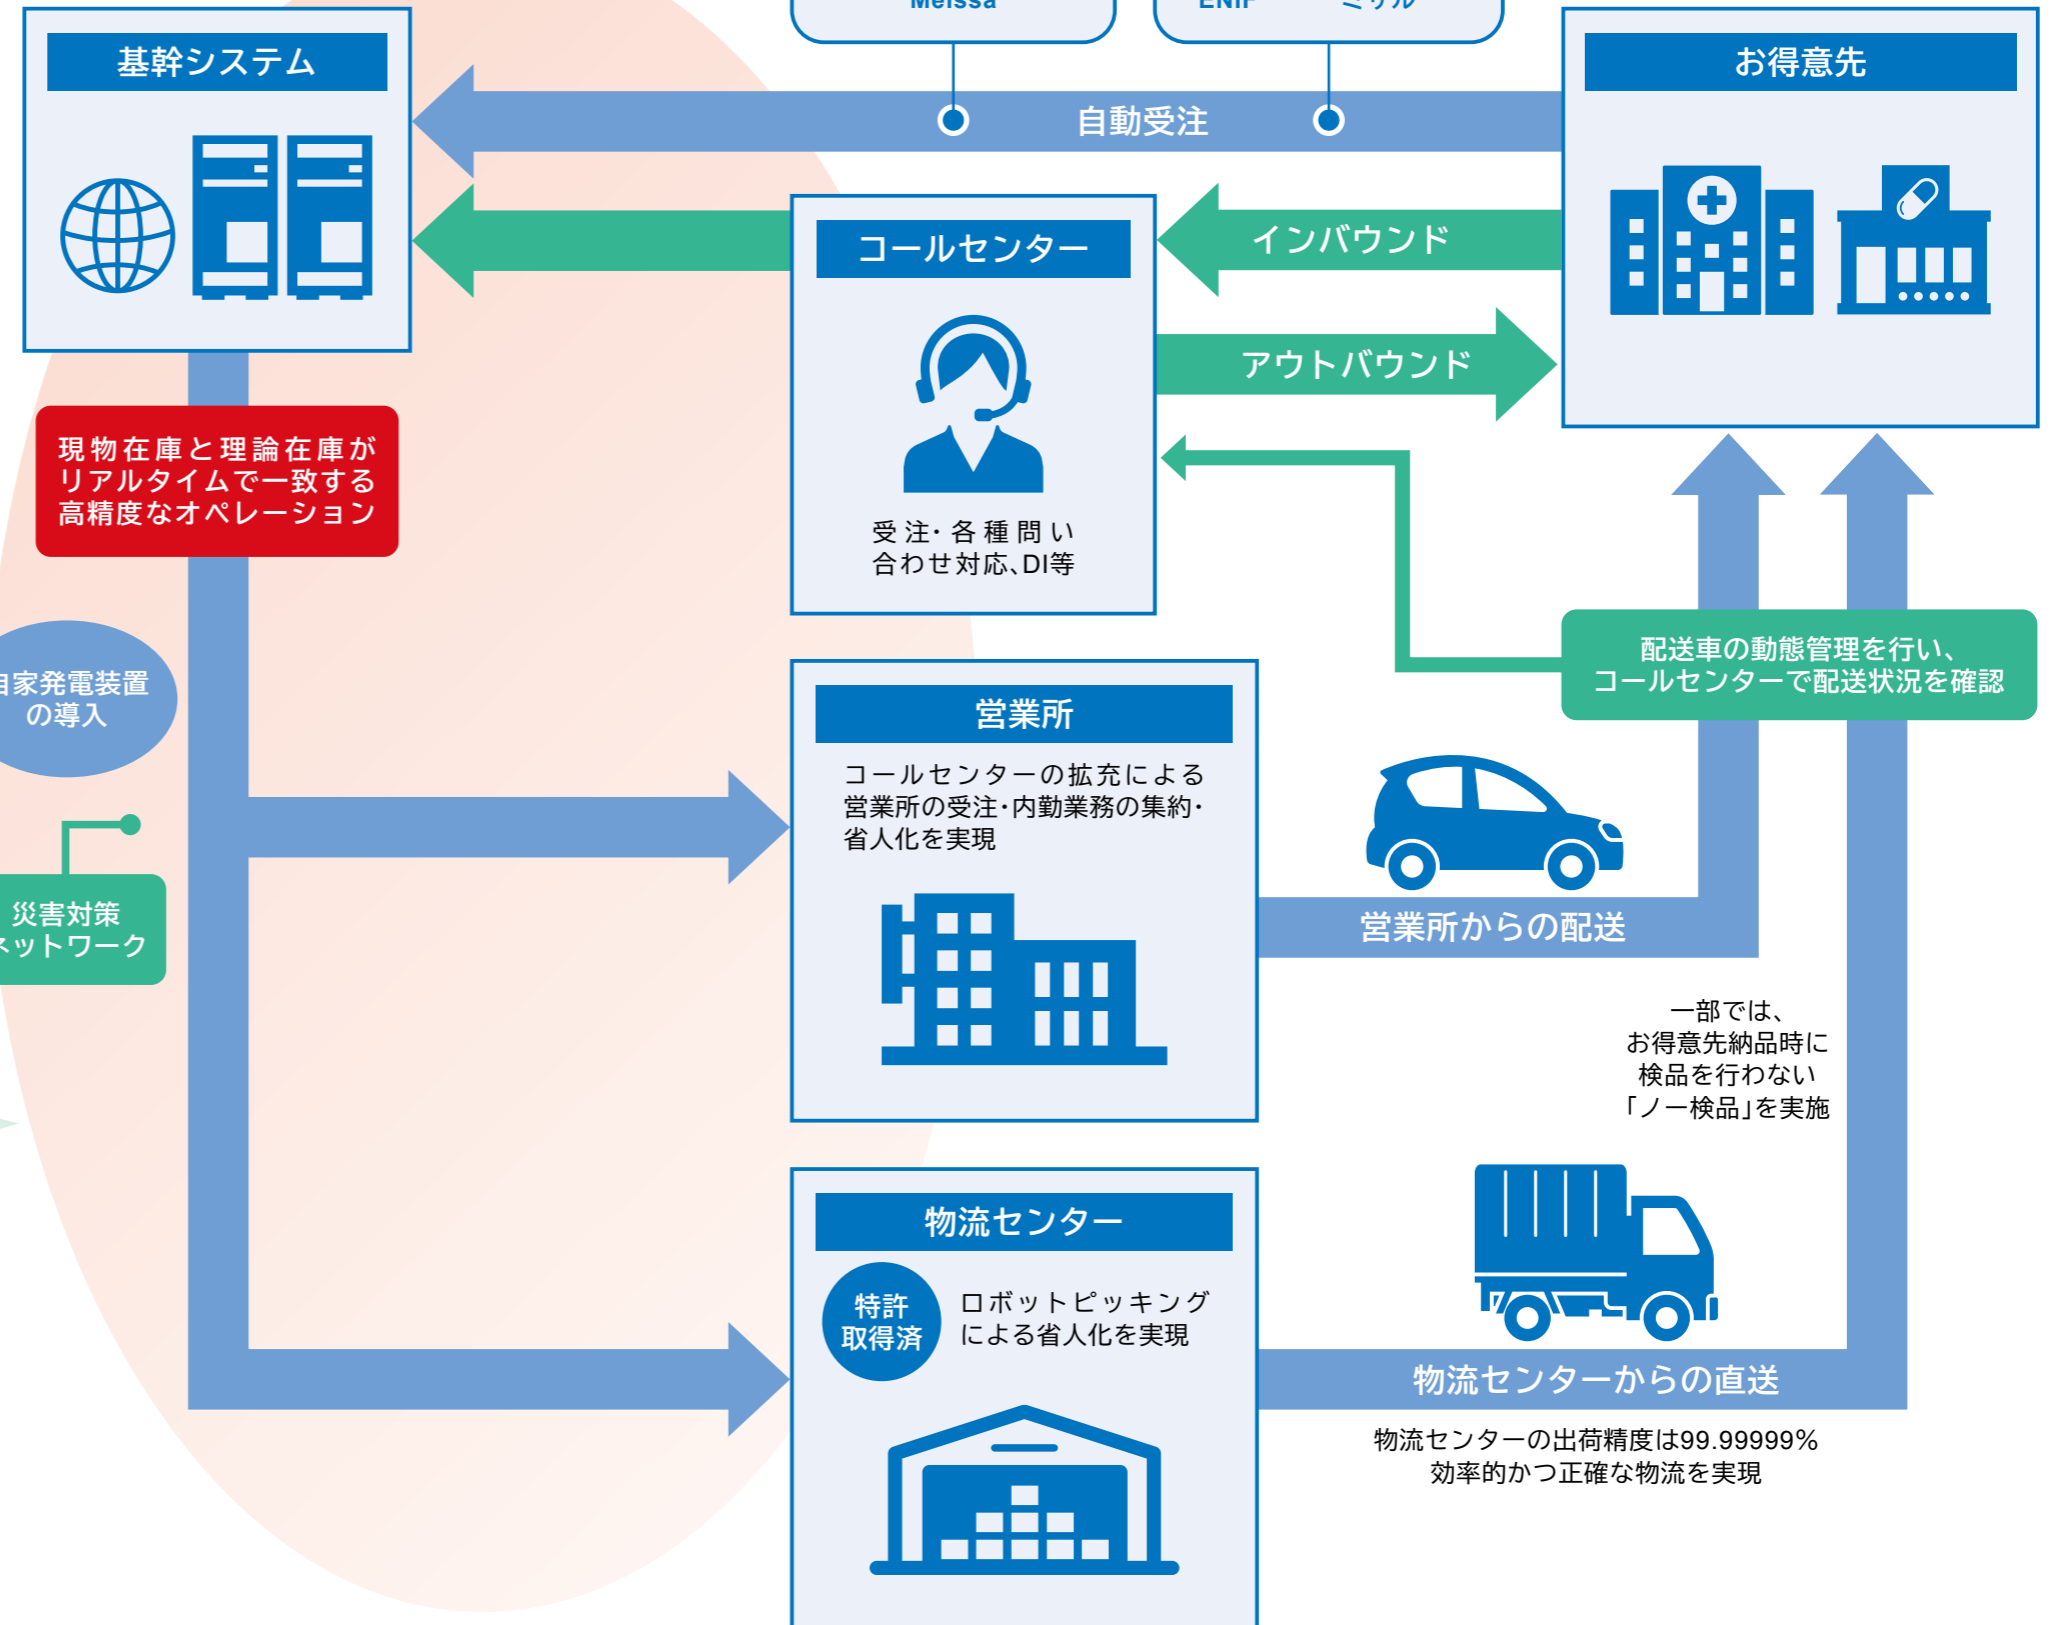 Meissa
ENIF
ミザル
基幹システム
お得意先
自動受注
コールセンター
インバウンド
アウトバウンド
現物在庫と理論在庫が
リアルタイムで一致する
高精度なオペレーション
受注・各種問い
合わせ対応、DI等
自家発電装置
の導入
配送車の動態管理を行い、
コールセンターで配送状況を確認
営業所
コールセンターの拡充による
営業所の受注・内勤業務の集約・
省人化を実現
災害対策
ネットワーク
営業所からの配送
一部では、
お得意先納品時に
検品を行わない
「ノー検品」を実施
物流センター
特許
取得済
ロボットピッキング
による省人化を実現
物流センターからの直送
物流センターの出荷精度は99.99999%
効率的かつ正確な物流を実現